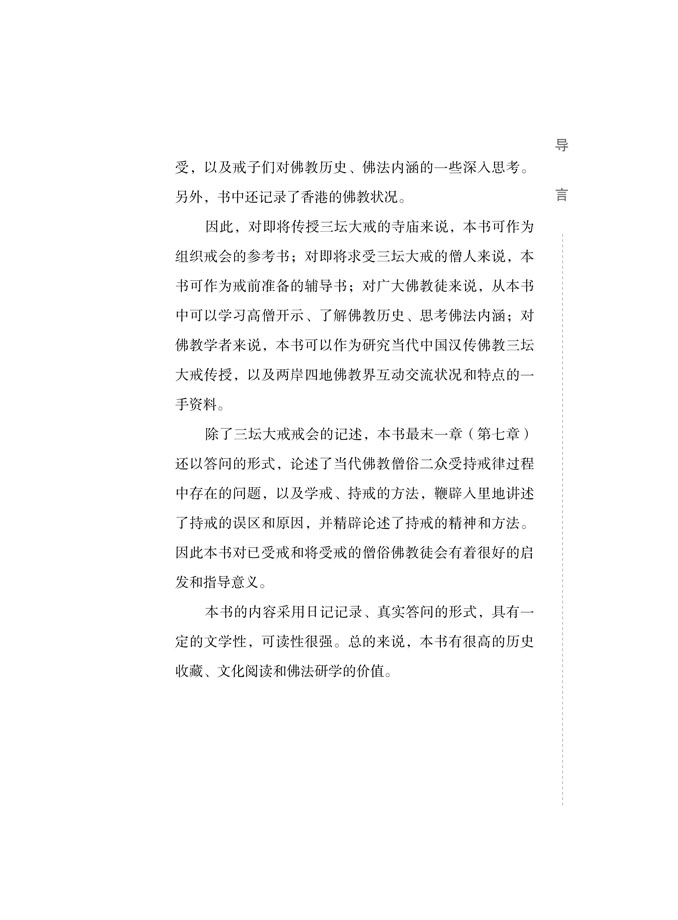 导言
受，以及戒子们对佛教历史、佛法内涵的一些深入思考。
另外，书中还记录了香港的佛教状况。
因此，对即将传授三坛大戒的寺庙来说，本书可作为
组织戒会的参考书；对即将求受三坛大戒的僧人来说，本
书可作为戒前准备的辅导书；对广大佛教徒来说，从本书
中可以学习高僧开示、了解佛教历史、思考佛法内涵；对
佛教学者来说，本书可以作为研究当代中国汉传佛教三坛
大戒传授，以及两岸四地佛教界互动交流状况和特点的一
手资料。
除了三坛大戒戒会的记述，本书最末一章（第七章）
还以答问的形式，论述了当代佛教僧俗二众受持戒律过程
中存在的问题，以及学戒、持戒的方法，鞭辟入里地讲述
了持戒的误区和原因，并精辟论述了持戒的精神和方法。
因此本书对已受戒和将受戒的僧俗佛教徒会有着很好的启
发和指导意义。
本书的内容采用日记记录、真实答问的形式，具有一
定的文学性，可读性很强。总的来说，本书有很高的历史
收藏、文化阅读和佛法研学的价值。